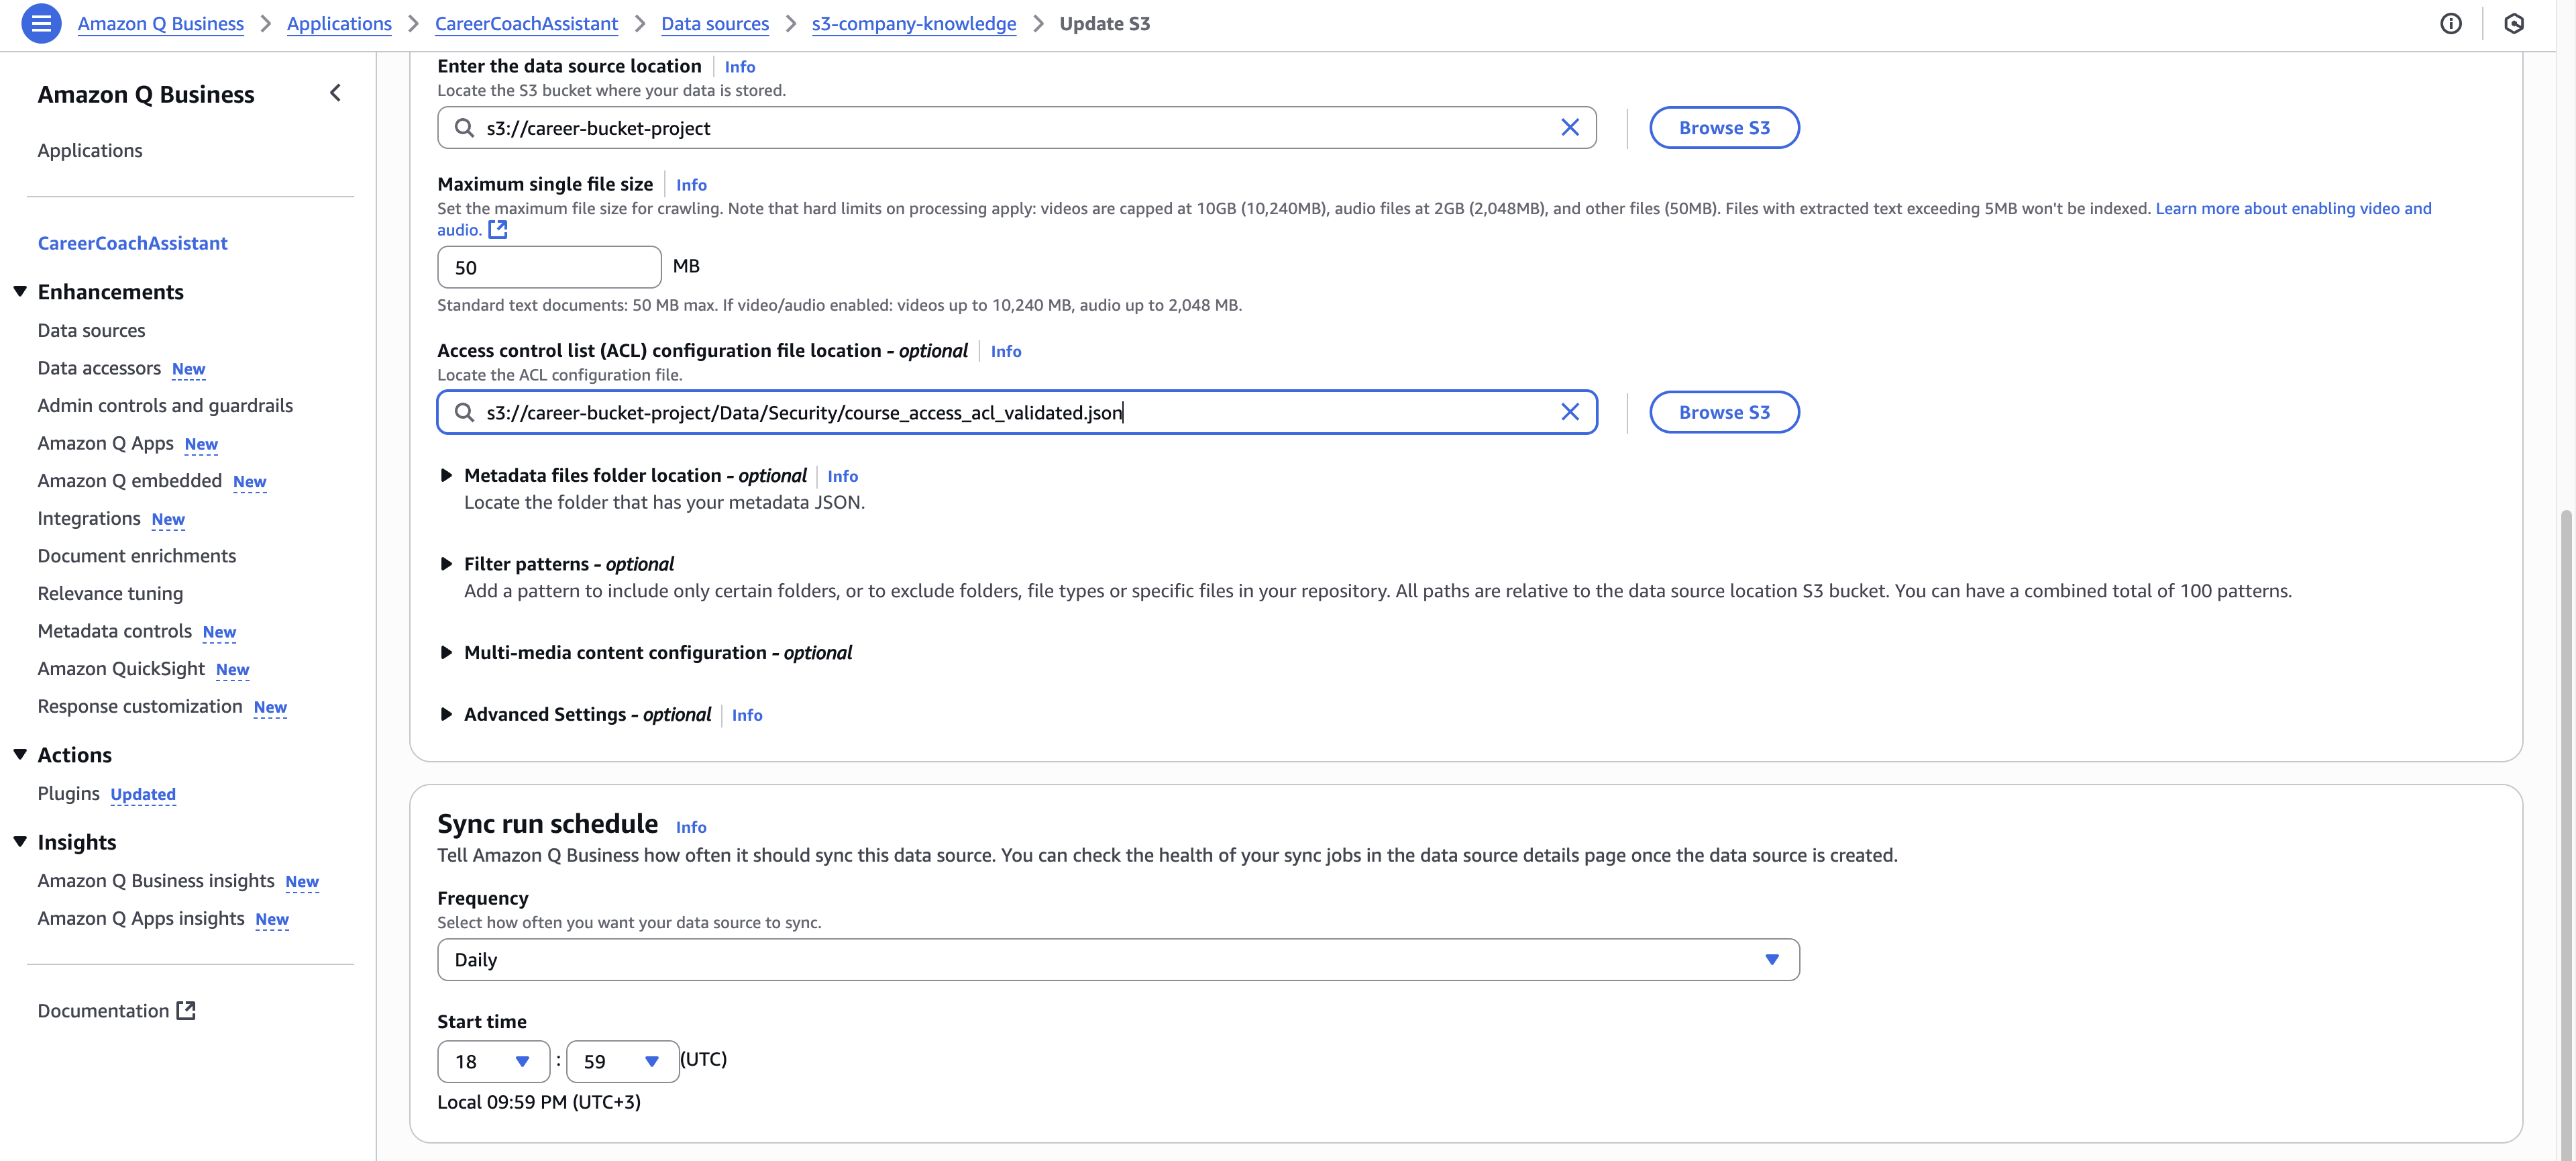 Amazon Q Business > Applications > CareerCoachAssistant > Data sources > s3-company-knowledge > Update S3
Amazon Q Business
Applications
CareerCoachAssistant
Enhancements
Data sources
Data accessors New
Admin controls and guardrails
Amazon Q Apps New
Amazon Q embedded New
Integrations New
Document enrichments
Relevance tuning
Metadata controls New
Amazon QuickSight New
Response customization New
Actions
Plugins Updated
Insights
Amazon Q Business insights New
Amazon Q Apps insights New
Documentation
Enter the data source location Info
Locate the S3 bucket where your data is stored.
s3://career-bucket-project Browse S3
Maximum single file size Info
Set the maximum file size for crawling. Note that hard limits on processing apply: videos are capped at 10GB (10,240MB), audio files at 2GB (2,048MB), and other files (50MB). Files with extracted text exceeding 5MB won't be indexed. Learn more about enabling video and
audio.
50 MB
Standard text documents: 50 MB max. If video/audio enabled: videos up to 10,240 MB, audio up to 2,048 MB.
Access control list (ACL) configuration file location - optional Info
Locate the ACL configuration file.
s3://career-bucket-project/Data/Security/course_access_acl_validated.json Browse S3
Metadata files folder location - optional Info
Locate the folder that has your metadata JSON.
Filter patterns - optional
Add a pattern to include only certain folders, or to exclude folders, file types or specific files in your repository. All paths are relative to the data source location S3 bucket. You can have a combined total of 100 patterns.
Multi-media content configuration - optional
Advanced Settings - optional Info
Sync run schedule Info
Tell Amazon Q Business how often it should sync this data source. You can check the health of your sync jobs in the data source details page once the data source is created.
Frequency
Select how often you want your data source to sync.
Daily
Start time
18 : 59 (UTC)
Local 09:59 PM (UTC+3)